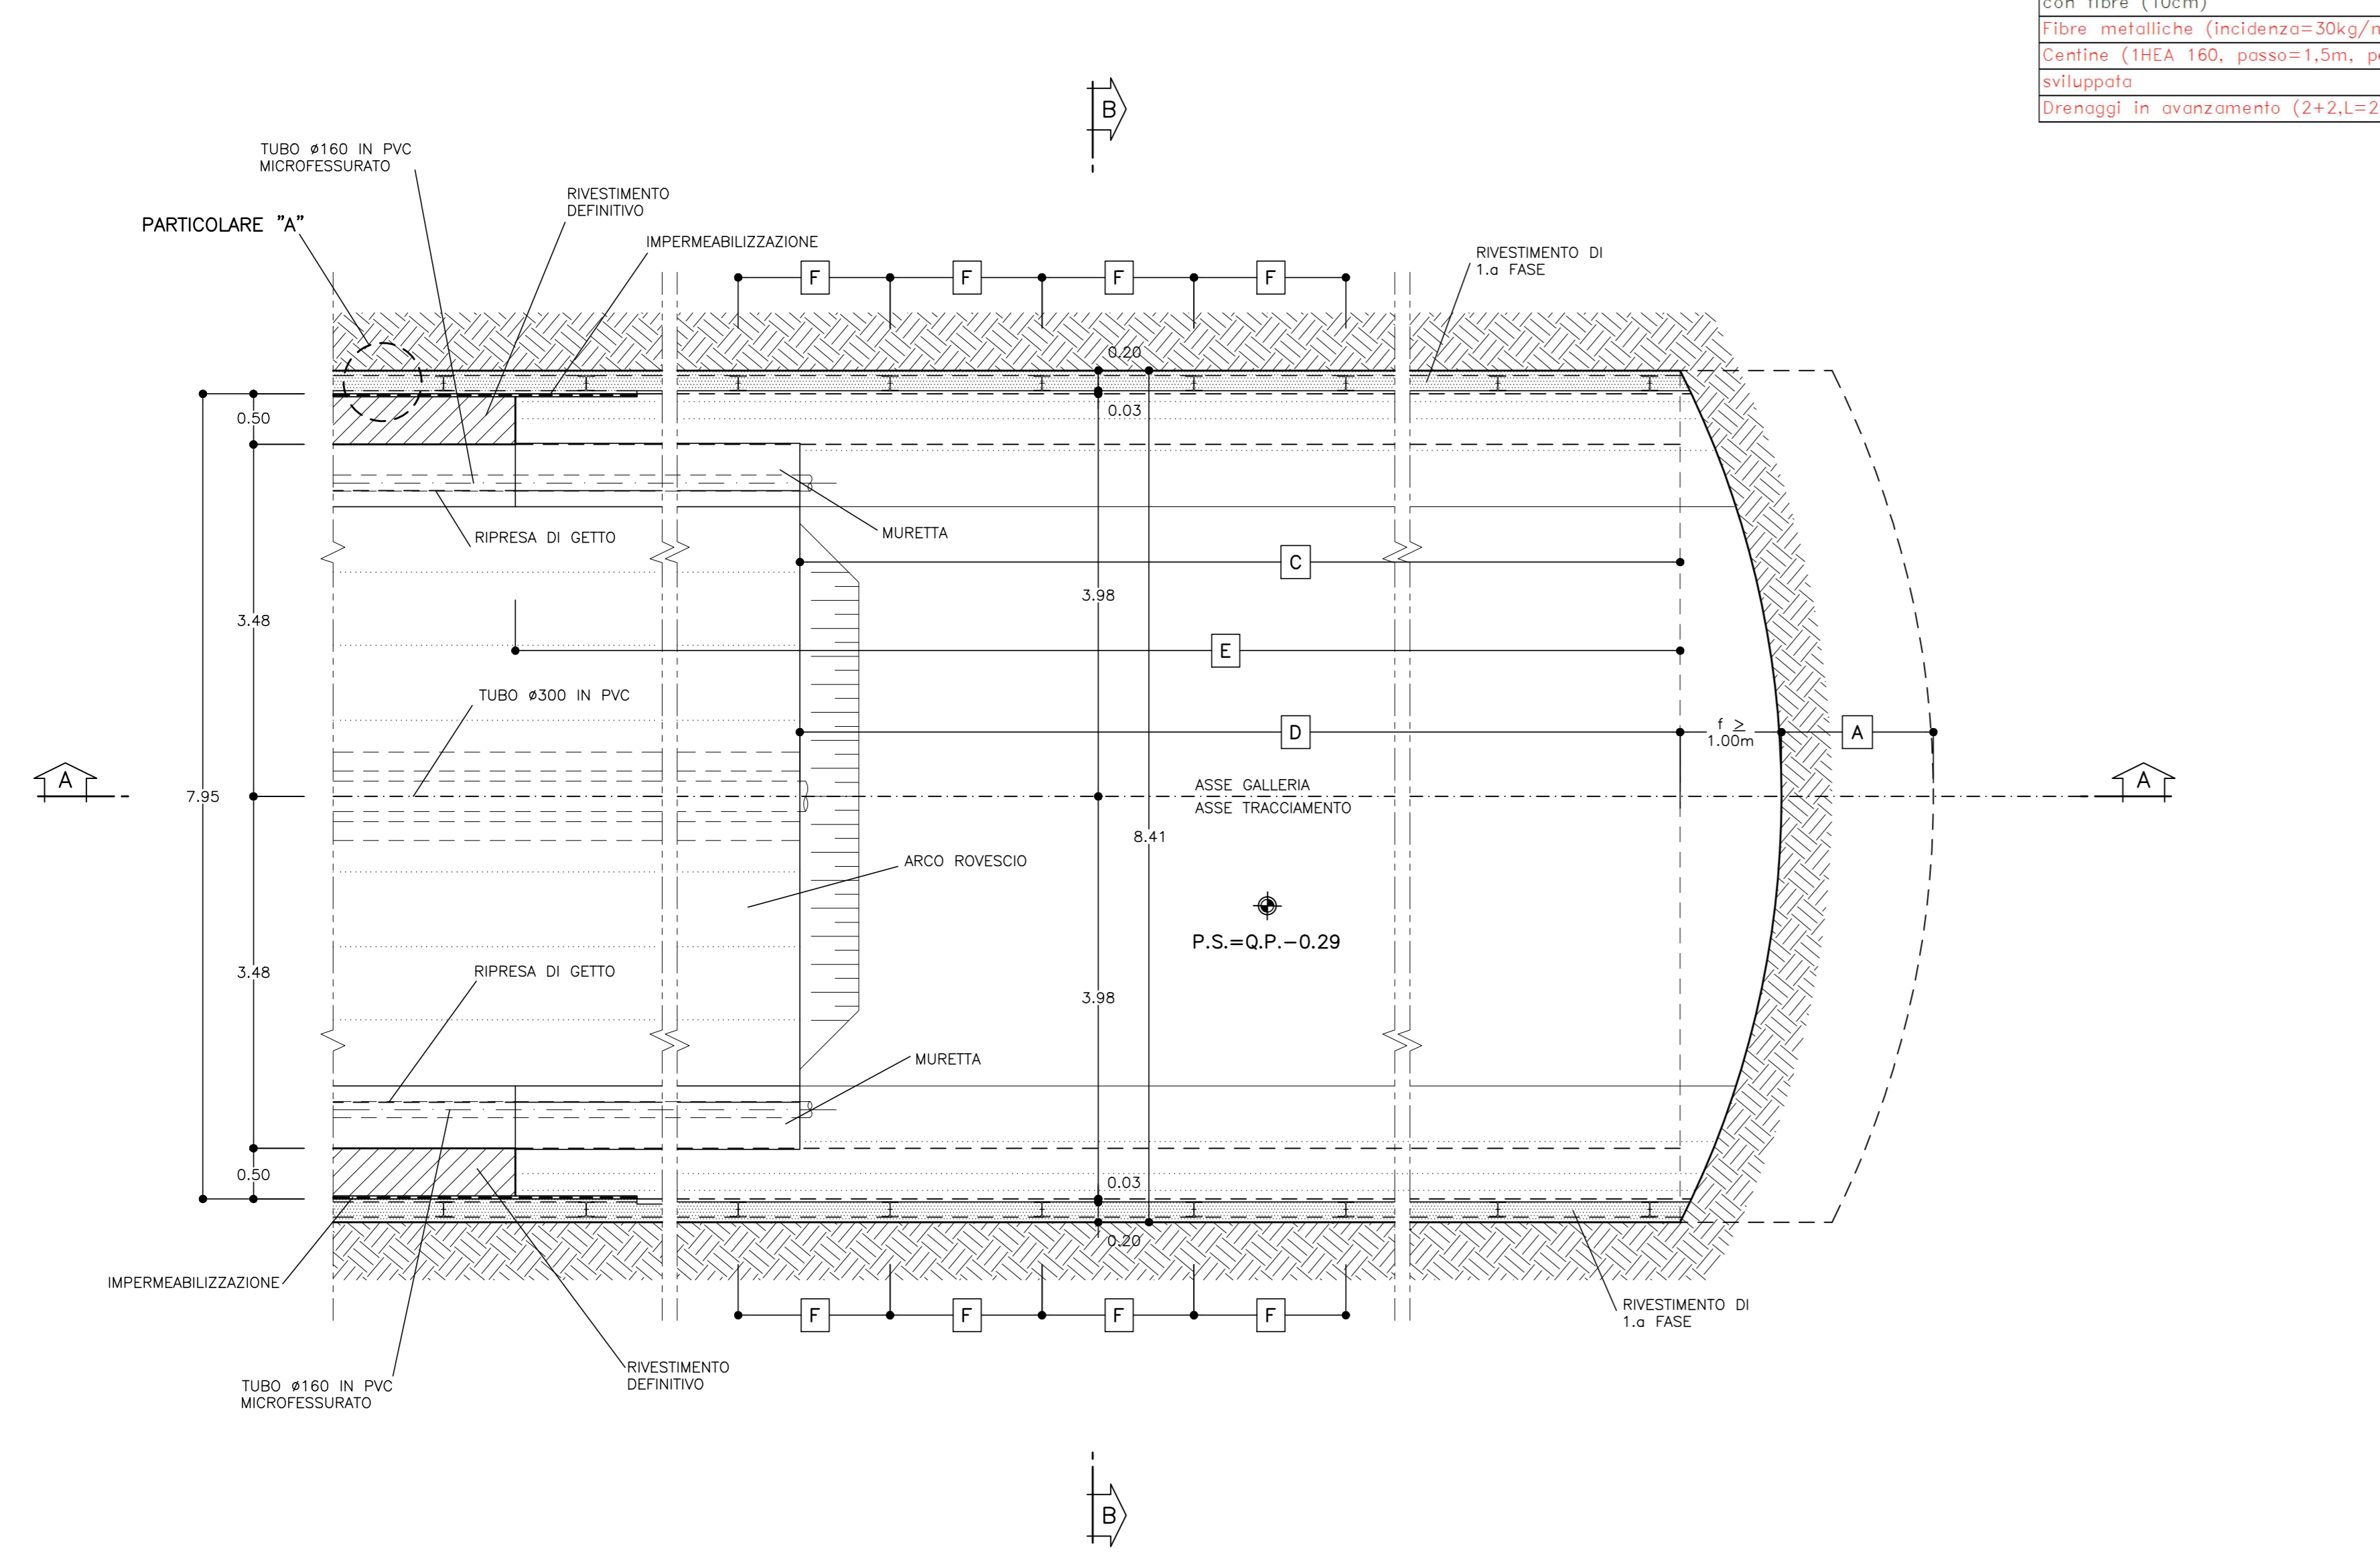 con fibre (10cm)
Fibre metalliche (incidenza=30kg/m
Centine (1HEA 160, passo=1,5m, p
sviluppata
Drenaggi in avanzamento (2+2,L=2
B
TUBO ø160 IN PVC
MICROFESSURATO
RIVESTIMENTO
DEFINITIVO
PARTICOLARE "A"
IMPERMEABILIZZAZIONE
RIVESTIMENTO DI
1.a FASE
F
F
F
F
0.20
0.03
0.50
MURETTA
RIPRESA DI GETTO
C
3.98
3.48
E
TUBO ø300 IN PVC
D
f ≥
1.00m
A
A
A
7.95
ASSE GALLERIA
ASSE TRACCIAMENTO
8.41
ARCO ROVESCIO
P.S.=Q.P.-0.29
3.48
RIPRESA DI GETTO
3.98
MURETTA
0.50
0.03
0.20
IMPERMEABILIZZAZIONE
F
F
F
F
RIVESTIMENTO DI
1.a FASE
RIVESTIMENTO
DEFINITIVO
TUBO ø160 IN PVC
MICROFESSURATO
B